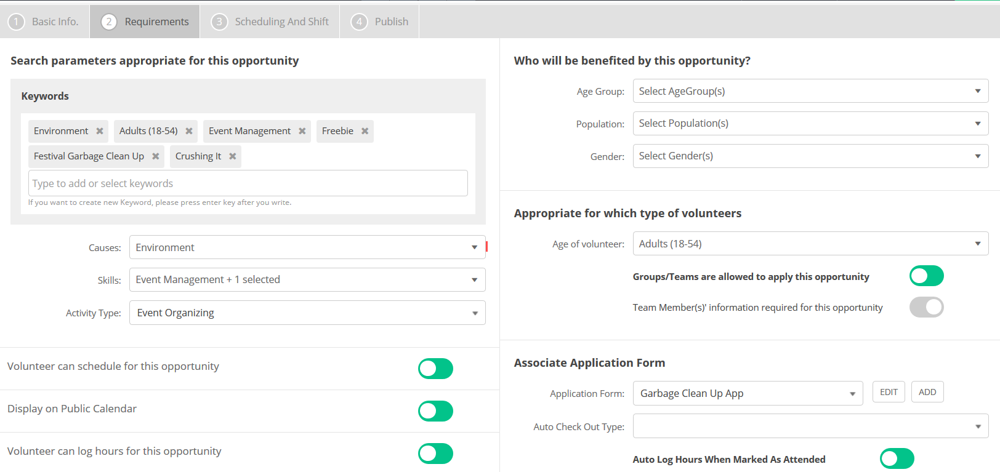 1 Basic Info. 2 Requirements 3 Scheduling And Shift 4 Publish
Search parameters appropriate for this opportunity
Keywords
Environment ✖ Adults (18-54) ✖ Event Management ✖ Freebie ✖
Festival Garbage Clean Up ✖ Crushing It ✖
Type to add or select keywords
If you want to create new Keyword, please press enter key after you write.
Causes: Environment
Skills: Event Management + 1 selected
Activity Type: Event Organizing
Volunteer can schedule for this opportunity
Display on Public Calendar
Volunteer can log hours for this opportunity
Who will be benefited by this opportunity?
Age Group: Select AgeGroup(s)
Population: Select Population(s)
Gender: Select Gender(s)
Appropriate for which type of volunteers
Age of volunteer: Adults (18-54)
Groups/Teams are allowed to apply this opportunity
Team Member(s)' information required for this opportunity
Associate Application Form
Application Form: Garbage Clean Up App EDIT ADD
Auto Check Out Type:
Auto Log Hours When Marked As Attended